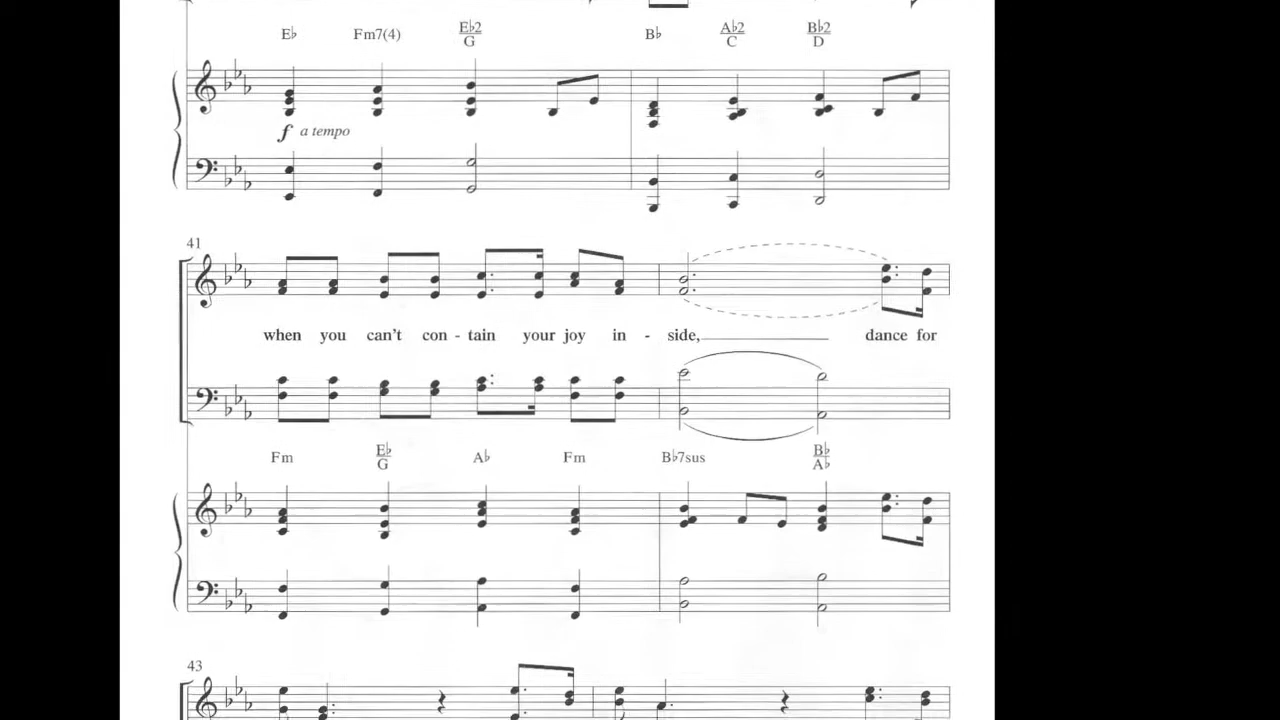 E♭ Fm7(4) E♭2/G B♭ A♭2/C B♭2/D
f a tempo
41
when you can't con - tain your joy in - side, dance for
Fm E♭/G A♭ Fm B♭7sus B♭/A♭
43